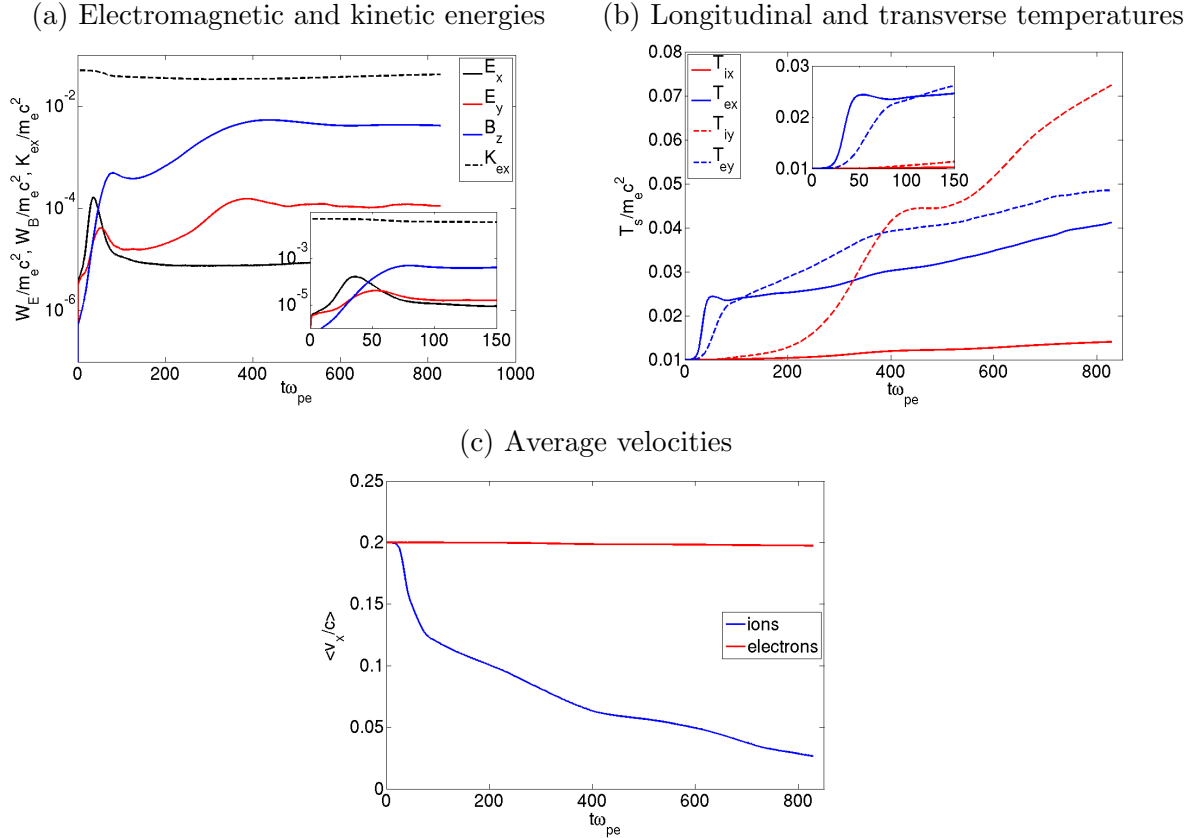 (a) Electromagnetic and kinetic energies
10^-2
10^-4
10^-6
W_E/m_ec^2, W_B/m_ec^2, K_ex/m_ec^2
E_x
E_y
B_z
K_ex
10^-3
10^-5
0 50 100 150
0 200 400 600 800 1000
tω_pe
(b) Longitudinal and transverse temperatures
0.08
0.07
0.06
0.05
0.04
0.03
0.02
0.01
T_s/m_ec^2
T_ix
T_ex
T_iy
T_ey
0.03
0.02
0.01
0 50 100 150
0 200 400 600 800
tω_pe
(c) Average velocities
0.25
0.2
0.15
0.1
0.05
0
<v_x/c>
ions
electrons
0 200 400 600 800
tω_pe